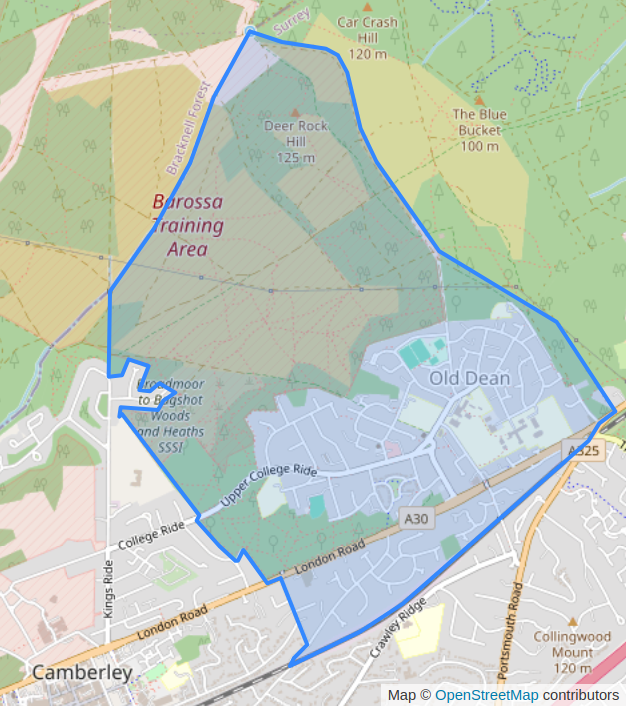 Surrey
Car Crash
Hill
120 m
Bracknell Forest
Deer Rock
Hill
125 m
The Blue
Bucket
100 m
Barossa
Training
Area
Broadmoor
to Bagshot
Woods
and Heaths
SSSI
Old Dean
Upper College Ride
A325
A30
College Ride
London Road
Kings Ride
London Road
Crawley Ridge
Portsmouth Road
Collingwood
Mount
120 m
Camberley
Map © OpenStreetMap contributors